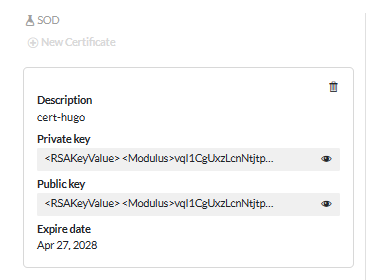 SOD
New Certificate
Description
cert-hugo
Private key
<RSAKeyValue> <Modulus>vqI1CgUxzLcnNtjtp...
Public key
<RSAKeyValue> <Modulus>vqI1CgUxzLcnNtjtp...
Expire date
Apr 27, 2028